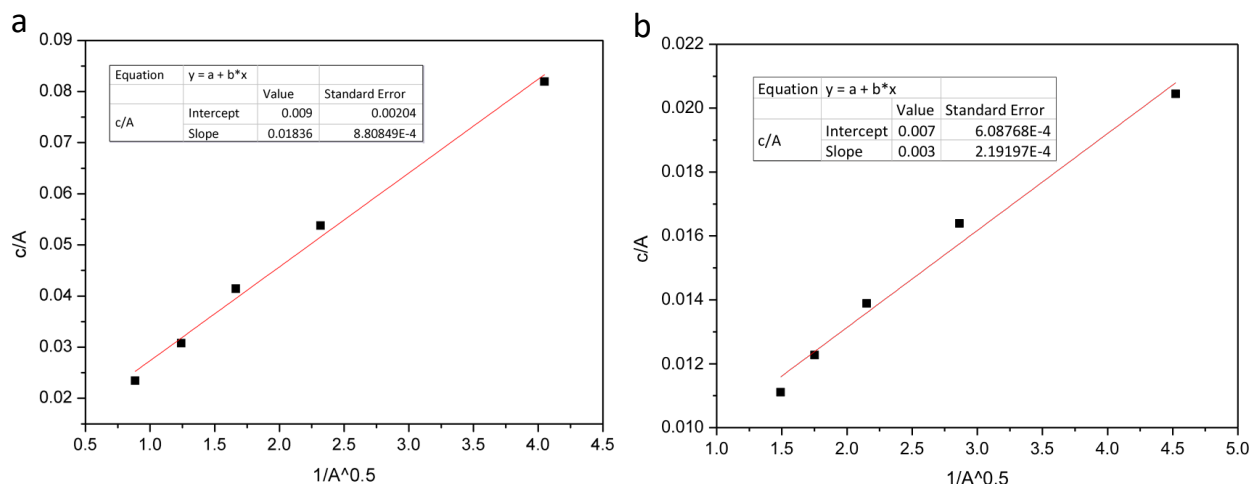 a
0.09
0.08
0.07
0.06
0.05
0.04
0.03
0.02
c/A
Equation y = a + b*x
Value Standard Error
c/A
Intercept 0.009 0.00204
Slope 0.01836 8.80849E-4
0.5 1.0 1.5 2.0 2.5 3.0 3.5 4.0 4.5
1/A^0.5
b
0.022
0.020
0.018
0.016
0.014
0.012
0.010
c/A
Equation y = a + b*x
Value Standard Error
c/A
Intercept 0.007 6.08768E-4
Slope 0.003 2.19197E-4
1.0 1.5 2.0 2.5 3.0 3.5 4.0 4.5 5.0
1/A^0.5